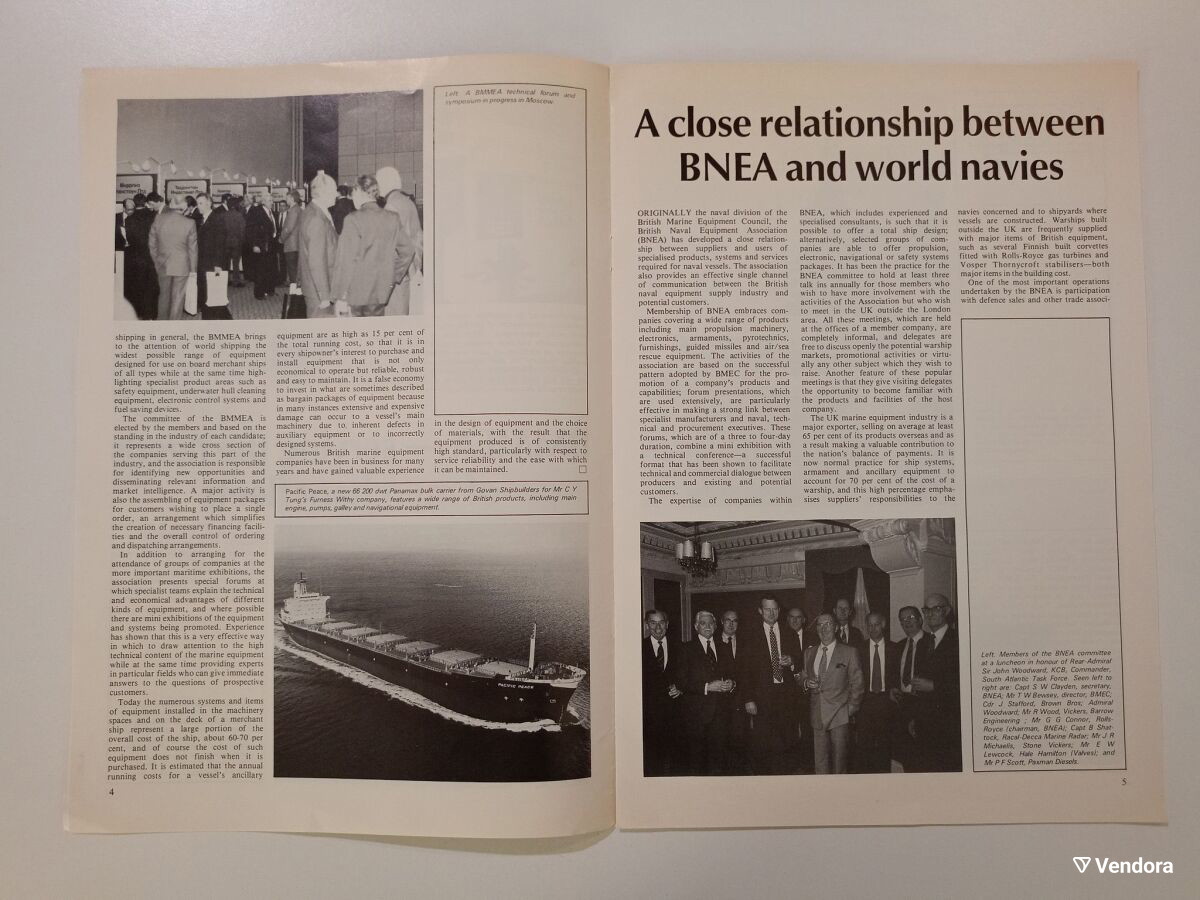 Left: A BMMEA technical forum and
symposium in progress in Moscow.
shipping in general, the BMMEA brings
to the attention of world shipping the
widest possible range of equipment
designed for use on board merchant ships
of all types while at the same time high-
lighting specialist product areas such as
safety equipment, underwater hull cleaning
equipment, electronic control systems and
fuel saving devices.
The committee of the BMMEA is
elected by the members and based on the
standing in the industry of each candidate;
it represents a wide cross section of
the companies serving this part of the
industry, and the association is responsible
for identifying new opportunities and
disseminating relevant information and
market intelligence. A major activity is
also the assembling of equipment packages
for customers wishing to place a single
order, an arrangement which simplifies
the creation of necessary financing facili-
ties and the overall control of ordering
and dispatching arrangements.
In addition to arranging for the
attendance of groups of companies at the
more important maritime exhibitions, the
association presents special forums at
which specialist teams explain the technical
and economical advantages of different
kinds of equipment, and where possible
there are mini exhibitions of the equipment
and systems being promoted. Experience
has shown that this is a very effective way
in which to draw attention to the high
technical content of the marine equipment
while at the same time providing experts
in particular fields who can give immediate
answers to the questions of prospective
customers.
Today the numerous systems and items
of equipment installed in the machinery
spaces and on the deck of a merchant
ship represent a large portion of the
overall cost of the ship, about 60-70 per
cent, and of course the cost of such
equipment does not finish when it is
purchased. It is estimated that the annual
running costs for a vessel's ancillary
equipment are as high as 15 per cent of
the total running cost, so that it is in
every shipowner's interest to purchase and
install equipment that is not only
economical to operate but reliable, robust
and easy to maintain. It is a false economy
to invest in what are sometimes described
as bargain packages of equipment because
in many instances extensive and expensive
damage can occur to a vessel's main
machinery due to inherent defects in
auxiliary equipment or to incorrectly
designed systems.
Numerous British marine equipment
companies have been in business for many
years and have gained valuable experience
in the design of equipment and the choice
of materials, with the result that the
equipment produced is of consistently
high standard, particularly with respect to
service reliability and the ease with which
it can be maintained.
Pacific Peace, a new 66 200 dwt Panamax bulk carrier from Govan Shipbuilders for Mr C Y
Tung's Furness Withy company, features a wide range of British products, including main
engine, pumps, galley and navigational equipment.
PACIFIC PEACE
4
A close relationship between
BNEA and world navies
ORIGINALLY the naval division of the
British Marine Equipment Council, the
British Naval Equipment Association
(BNEA) has developed a close relation-
ship between suppliers and users of
specialised products, systems and services
required for naval vessels. The association
also provides an effective single channel
of communication between the British
naval equipment supply industry and
potential customers.
Membership of BNEA embraces com-
panies covering a wide range of products
including main propulsion machinery,
electronics, armaments, pyrotechnics,
furnishings, guided missiles and air/sea
rescue equipment. The activities of the
association are based on the successful
pattern adopted by BMEC for the pro-
motion of a company's products and
capabilities; forum presentations, which
are used extensively, are particularly
effective in making a strong link between
specialist manufacturers and naval, tech-
nical and procurement executives. These
forums, which are of a three to four-day
duration, combine a mini exhibition with
a technical conference—a successful
format that has been shown to facilitate
technical and commercial dialogue between
producers and existing and potential
customers.
The expertise of companies within
BNEA, which includes experienced and
specialised consultants, is such that it is
possible to offer a total ship design;
alternatively, selected groups of com-
panies are able to offer propulsion,
electronic, navigational or safety systems
packages. It has been the practice for the
BNEA committee to hold at least three
talk ins annually for those members who
wish to have more involvement with the
activities of the Association but who wish
to meet in the UK outside the London
area. All these meetings, which are held
at the offices of a member company, are
completely informal, and delegates are
free to discuss openly the potential warship
markets, promotional activities or virtu-
ally any other subject which they wish to
raise. Another feature of these popular
meetings is that they give visiting delegates
the opportunity to become familiar with
the products and facilities of the host
company.
The UK marine equipment industry is a
major exporter, selling on average at least
65 per cent of its products overseas and as
a result making a valuable contribution to
the nation's balance of payments. It is
now normal practice for ship systems,
armament and ancillary equipment to
account for 70 per cent of the cost of a
warship, and this high percentage empha-
sises suppliers' responsibilities to the
navies concerned and to shipyards where
vessels are constructed. Warships built
outside the UK are frequently supplied
with major items of British equipment,
such as several Finnish built corvettes
fitted with Rolls-Royce gas turbines and
Vosper Thornycroft stabilisers—both
major items in the building cost.
One of the most important operations
undertaken by the BNEA is participation
with defence sales and other trade associ-
Left: Members of the BNEA committee
at a luncheon in honour of Rear-Admiral
Sir John Woodward, KCB, Commander,
South Atlantic Task Force. Seen left to
right are: Capt S W Clayden, secretary,
BNEA; Mr T W Bewsey, director, BMEC;
Cdr J Stafford, Brown Bros; Admiral
Woodward; Mr R Wood, Vickers, Barrow
Engineering ; Mr G G Connor, Rolls-
Royce (chairman, BNEA); Capt B Shat-
tock, Racal-Decca Marine Radar; Mr J R
Michaelis, Stone Vickers; Mr E W
Lewcock, Hale Hamilton (Valves); and
Mr P F Scott, Paxman Diesels.
5
Vendora